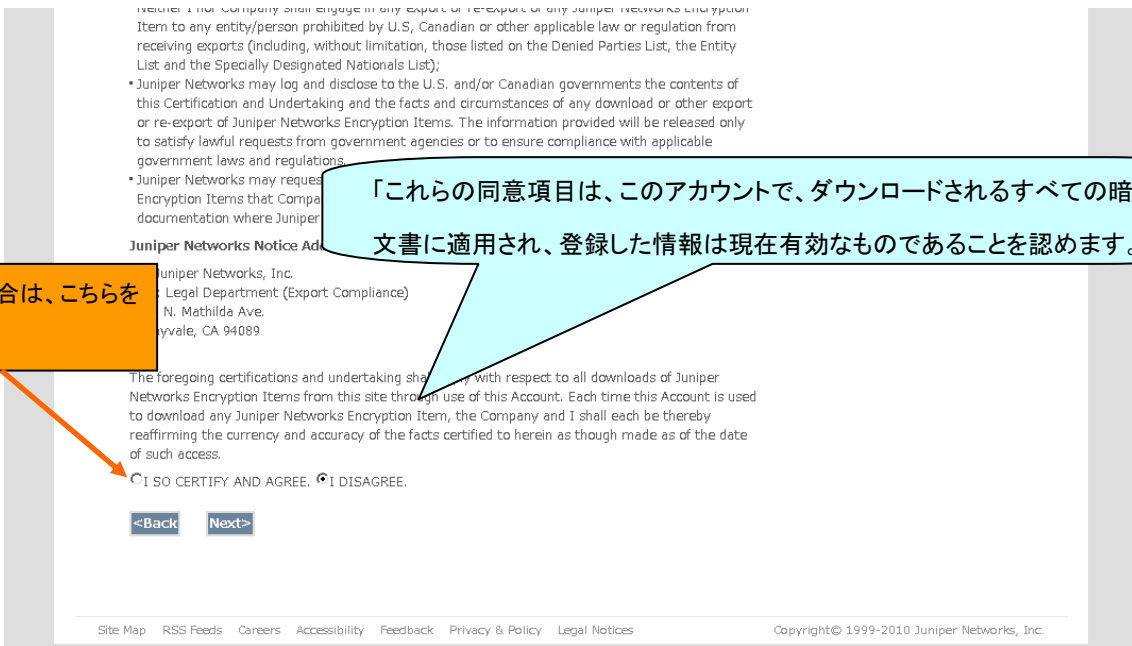 Neither I nor Company shall engage in any export or re-export of any Juniper Networks Encryption
Item to any entity/person prohibited by U.S, Canadian or other applicable law or regulation from
receiving exports (including, without limitation, those listed on the Denied Parties List, the Entity
List and the Specially Designated Nationals List);
• Juniper Networks may log and disclose to the U.S. and/or Canadian governments the contents of
this Certification and Undertaking and the facts and circumstances of any download or other export
or re-export of Juniper Networks Encryption Items. The information provided will be released only
to satisfy lawful requests from government agencies or to ensure compliance with applicable
government laws and regulations.
• Juniper Networks may reques
Encryption Items that Compa
documentation where Juniper
「これらの同意項目は、このアカウントで、ダウンロードされるすべての暗
文書に適用され、登録した情報は現在有効なものであることを認めます。
Juniper Networks Notice Add
合は、こちらを
Juniper Networks, Inc.
: Legal Department (Export Compliance)
N. Mathilda Ave.
yvale, CA 94089
The foregoing certifications and undertaking sha with respect to all downloads of Juniper
Networks Encryption Items from this site through use of this Account. Each time this Account is used
to download any Juniper Networks Encryption Item, the Company and I shall each be thereby
reaffirming the currency and accuracy of the facts certified to herein as though made as of the date
of such access.
I SO CERTIFY AND AGREE. I DISAGREE.
<Back Next>
Site Map RSS Feeds Careers Accessibility Feedback Privacy & Policy Legal Notices Copyright© 1999-2010 Juniper Networks, Inc.